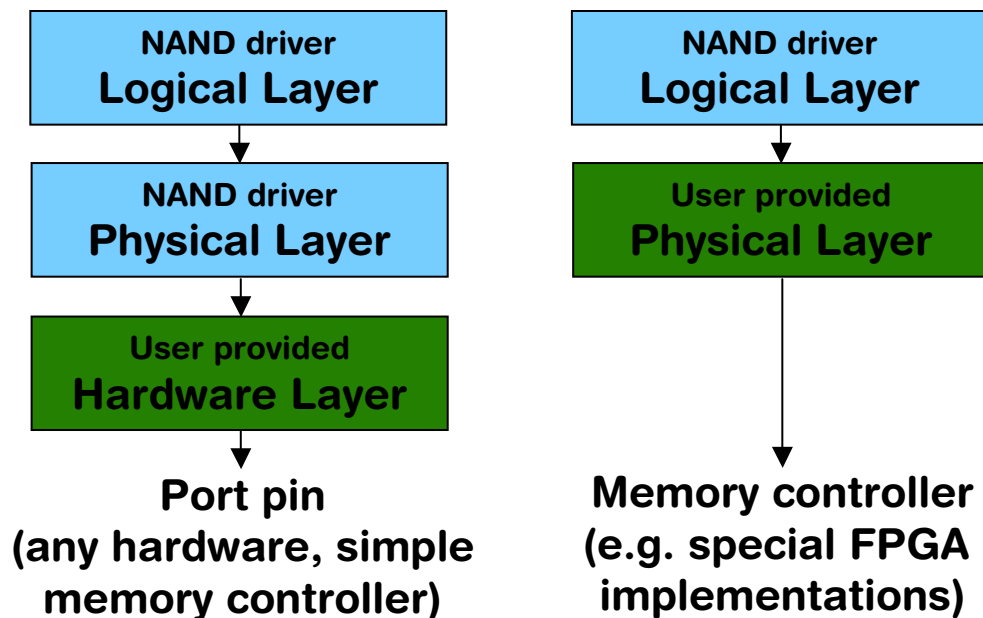 NAND driver
Logical Layer
NAND driver
Physical Layer
User provided
Hardware Layer
Port pin
(any hardware, simple
memory controller)
NAND driver
Logical Layer
User provided
Physical Layer
Memory controller
(e.g. special FPGA
implementations)